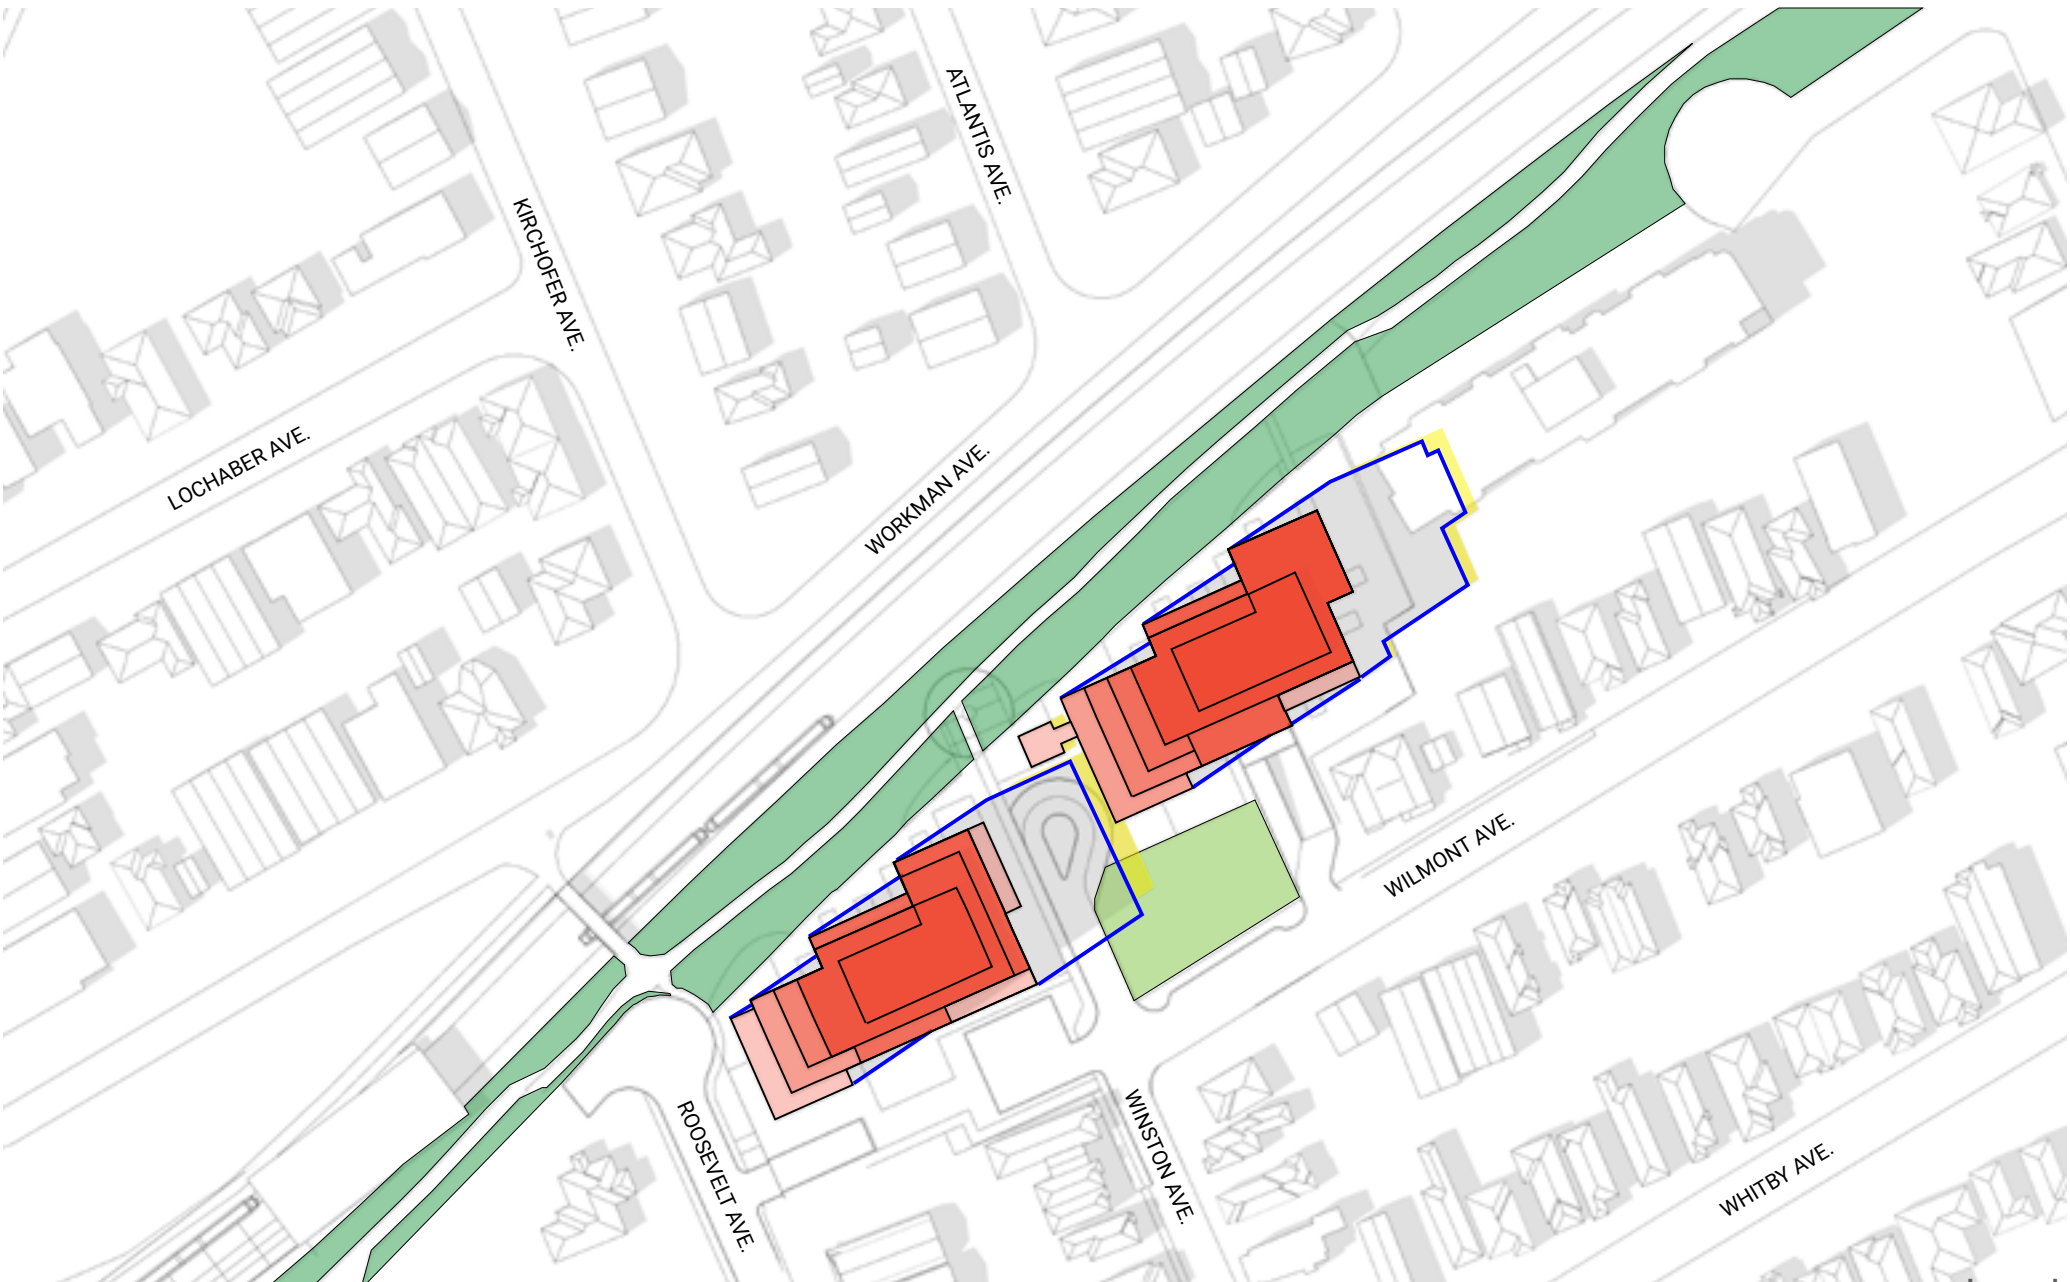 ATLANTIS AVE.
KIRCHOFER AVE.
LOCHABER AVE.
WORKMAN AVE.
WILMONT AVE.
ROOSEVELT AVE.
WINSTON AVE.
WHITBY AVE.